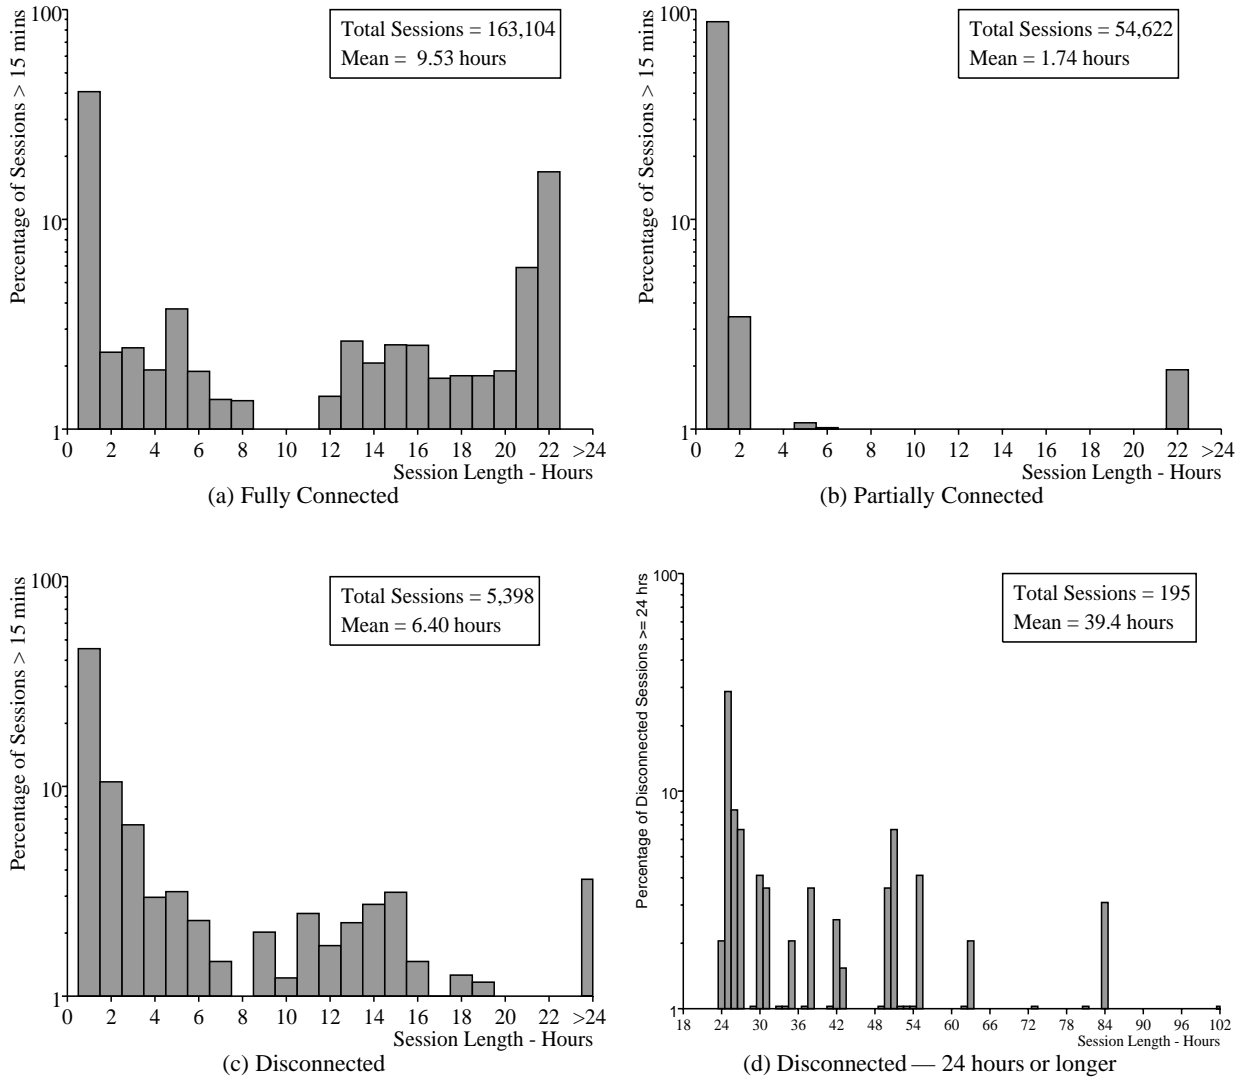 Percentage of Sessions > 15 mins
100
10
1
Total Sessions = 163,104
Mean = 9.53 hours
0 2 4 6 8 10 12 14 16 18 20 22 >24
Session Length - Hours
(a) Fully Connected
Percentage of Sessions > 15 mins
100
10
1
Total Sessions = 54,622
Mean = 1.74 hours
0 2 4 6 8 10 12 14 16 18 20 22 >24
Session Length - Hours
(b) Partially Connected
Percentage of Sessions > 15 mins
100
10
1
Total Sessions = 5,398
Mean = 6.40 hours
0 2 4 6 8 10 12 14 16 18 20 22 >24
Session Length - Hours
(c) Disconnected
Percentage of Disconnected Sessions >= 24 hrs
100
10
1
Total Sessions = 195
Mean = 39.4 hours
18 24 30 36 42 48 54 60 66 72 78 84 90 96 102
Session Length - Hours
(d) Disconnected — 24 hours or longer